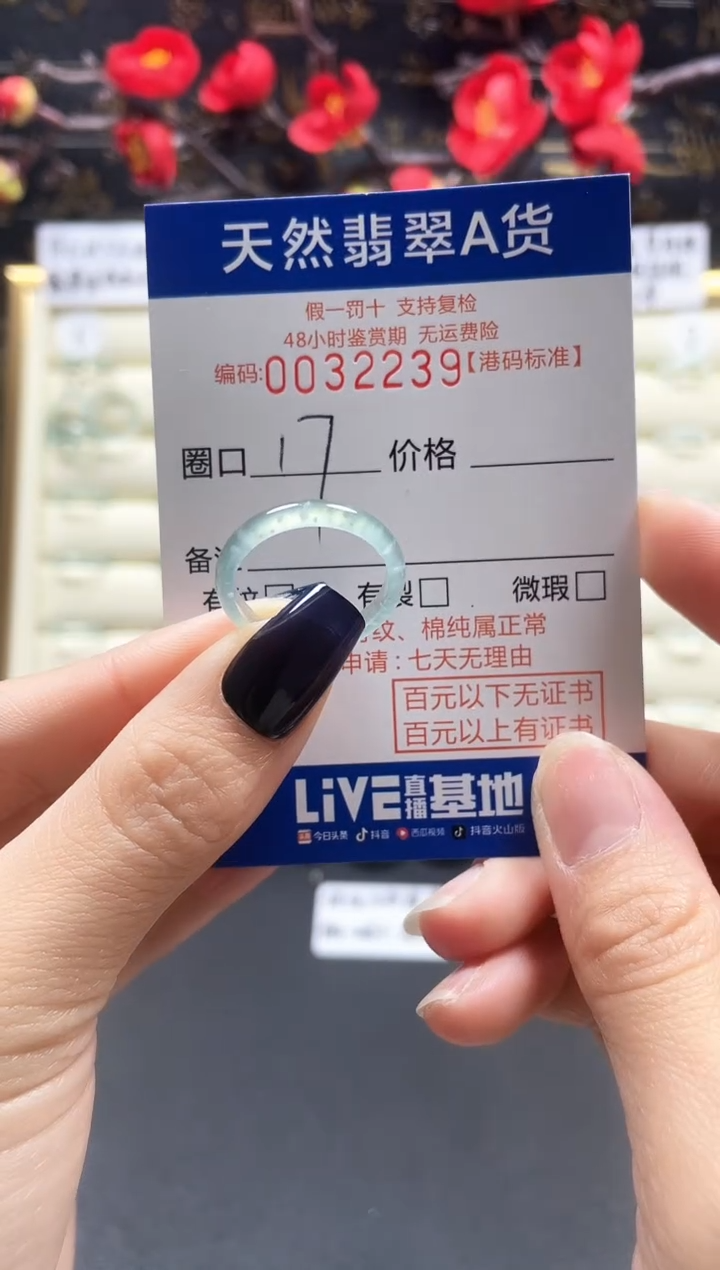 天然翡翠A货
假一罚十 支持复检
48小时鉴赏期 无运费险
编码:0032239【港码标准】
圈口 17 价格
备
有纹 有裂 微瑕
纹、棉纯属正常
申请:七天无理由
百元以下无证书
百元以上有证书
LiVE直播基地
今日头条 抖音 西瓜视频 抖音火山版